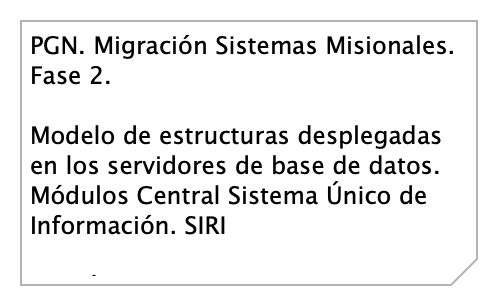 PGN. Migración Sistemas Misionales.
Fase 2.
Modelo de estructuras desplegadas
en los servidores de base de datos.
Módulos Central Sistema Único de
Información. SIRI